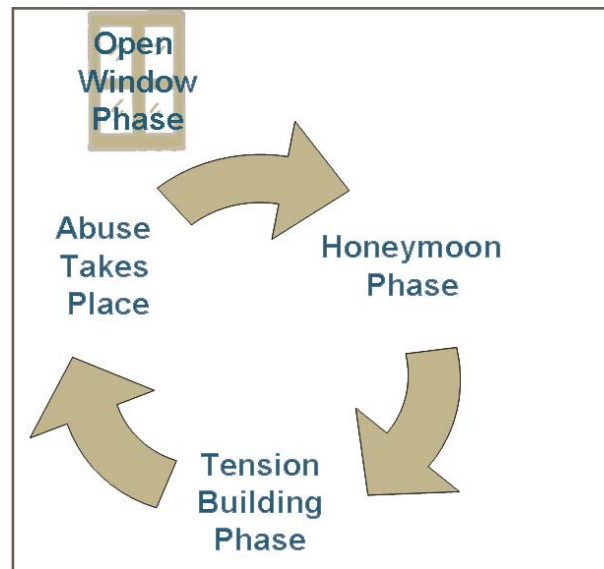 Open
Window
Phase
Abuse
Takes
Place
Honeymoon
Phase
Tension
Building
Phase